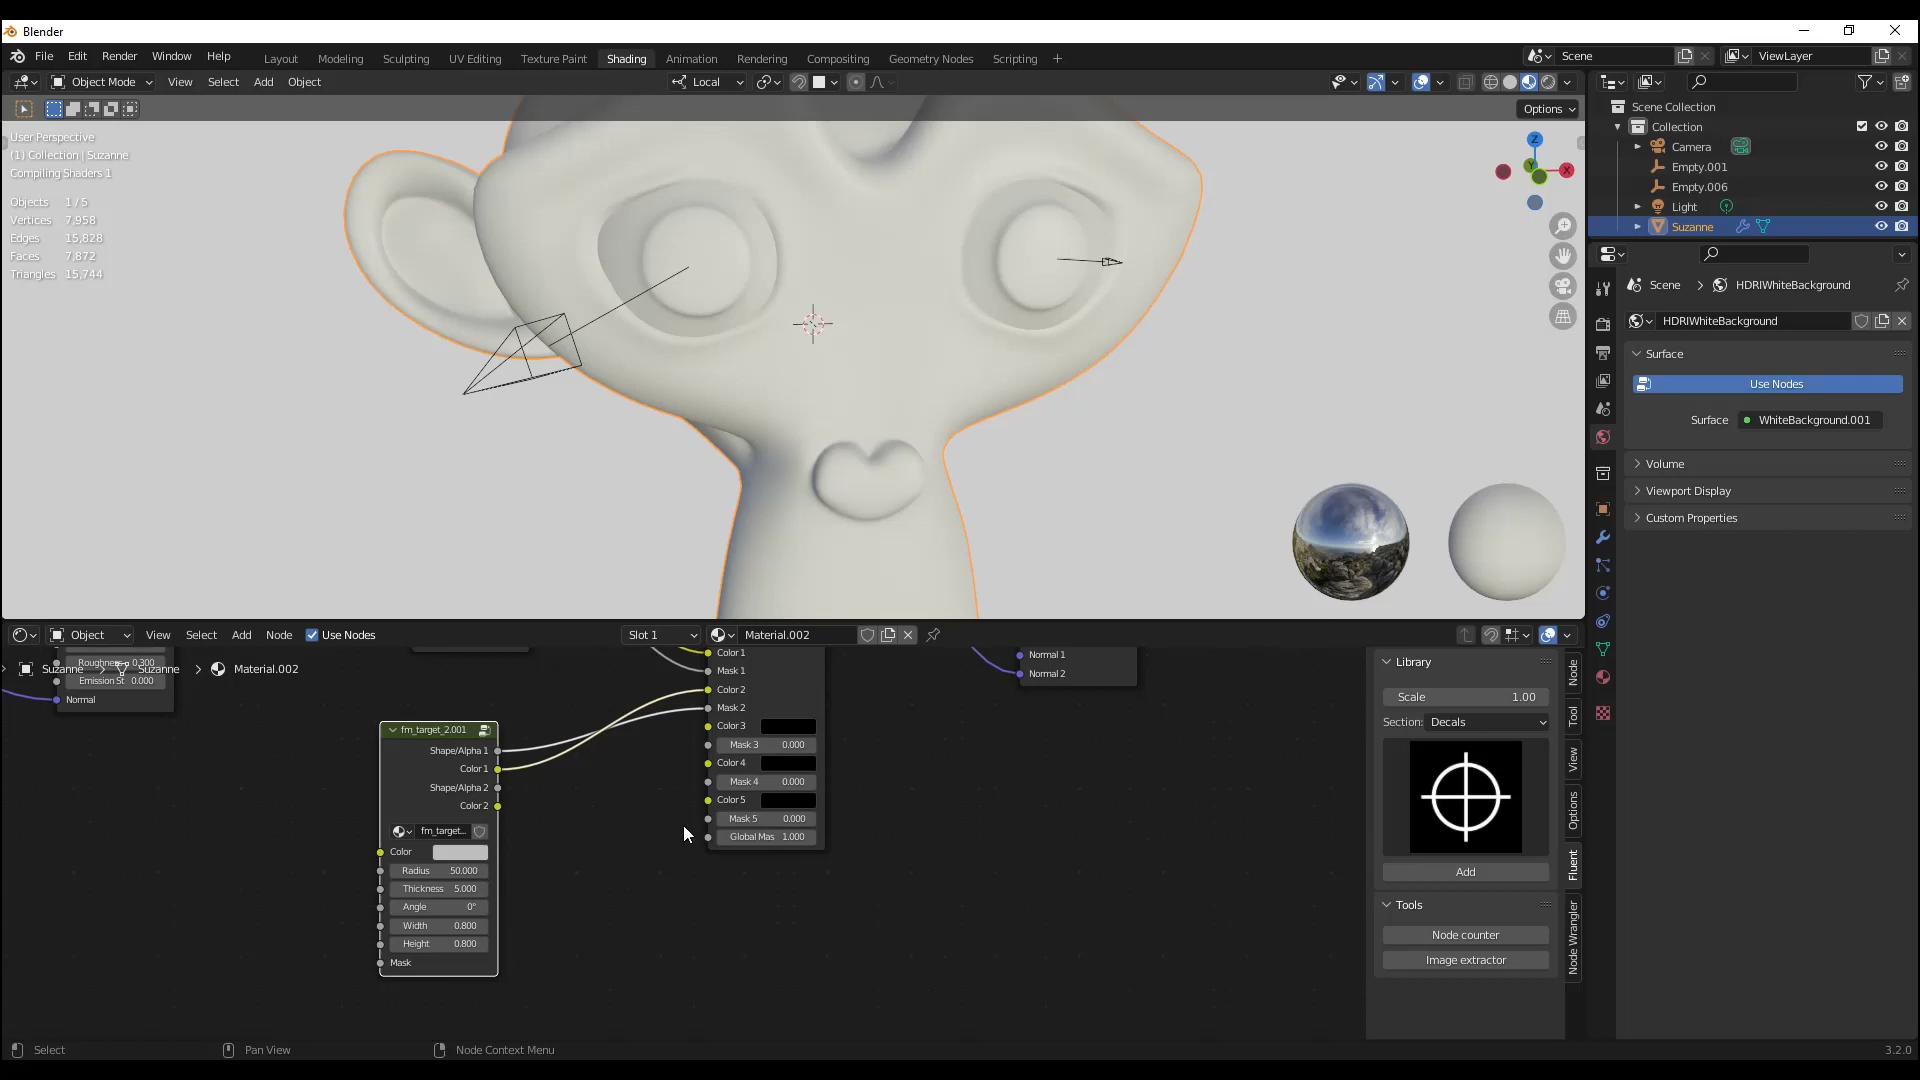 Blender
File Edit Render Window Help
Layout Modeling Sculpting UV Editing Texture Paint Shading Animation Rendering Compositing Geometry Nodes Scripting +
Scene
ViewLayer
Object Mode View Select Add Object
Local
Options
User Perspective
(1) Collection | Suzanne
Compiling Shaders 1
Objects 1 / 5
Vertices 7,958
Edges 15,828
Faces 7,872
Triangles 15,744
Z
X
Y
Scene Collection
Collection
Camera
Empty.001
Empty.006
Light
Suzanne
Scene > HDRIWhiteBackground
HDRIWhiteBackground
Surface
Use Nodes
Surface WhiteBackground.001
Volume
Viewport Display
Custom Properties
Object View Select Add Node Use Nodes
Slot 1
Material.002
Roughness 0.300
Suzanne > Suzanne > Material.002
Emission St 0.000
Normal
fm_target_2.001
Shape/Alpha 1
Color 1
Shape/Alpha 2
Color 2
fm_target...
Color
Radius 50.000
Thickness 5.000
Angle 0°
Width 0.800
Height 0.800
Mask
Color 1
Mask 1
Color 2
Mask 2
Color 3
Mask 3 0.000
Color 4
Mask 4 0.000
Color 5
Mask 5 0.000
Global Mas 1.000
Normal 1
Normal 2
Library
Scale 1.00
Section: Decals
Add
Tools
Node counter
Image extractor
Node
Tool
View
Options
Fluent
Node Wrangler
Select
Pan View
Node Context Menu
3.2.0